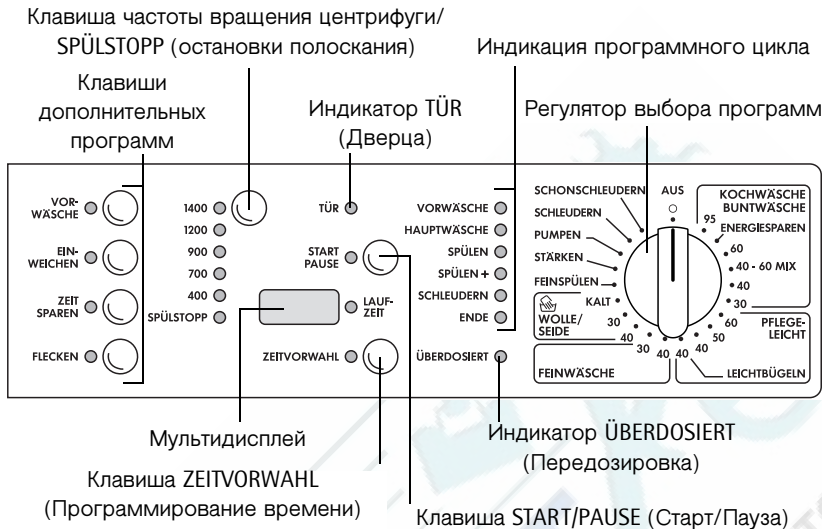 Клавиша частоты вращения центрифуги/
SPÜLSTOPP (остановки полоскания)
Индикация программного цикла
Клавиши
дополнительных
программ
Индикатор TÜR
(Дверца)
Регулятор выбора программ
VOR-
WÄSCHE
EIN-
WEICHEN
ZEIT
SPAREN
FLECKEN
1400
1200
900
700
400
SPÜLSTOPP
TÜR
START
PAUSE
LAUF-
ZEIT
ZEITVORWAHL
VORWÄSCHE
HAUPTWÄSCHE
SPÜLEN
SPÜLEN +
SCHLEUDERN
ENDE
ÜBERDOSIERT
SCHONSCHLEUDERN
SCHLEUDERN
PUMPEN
STÄRKEN
FEINSPÜLEN
KALT
WOLLE/
SEIDE
30
40
30
40
FEINWÄSCHE
AUS
KOCHWÄSCHE
BUNTWÄSCHE
95
ENERGIESPAREN
60
40 - 60 MIX
40
30
60
PFLEGE-
LEICHT
50
40
40
LEICHTBÜGELN
Мультидисплей
Клавиша ZEITVORWAHL
(Программирование времени)
Индикатор ÜBERDOSIERT
(Передозировка)
Клавиша START/PAUSE (Старт/Пауза)